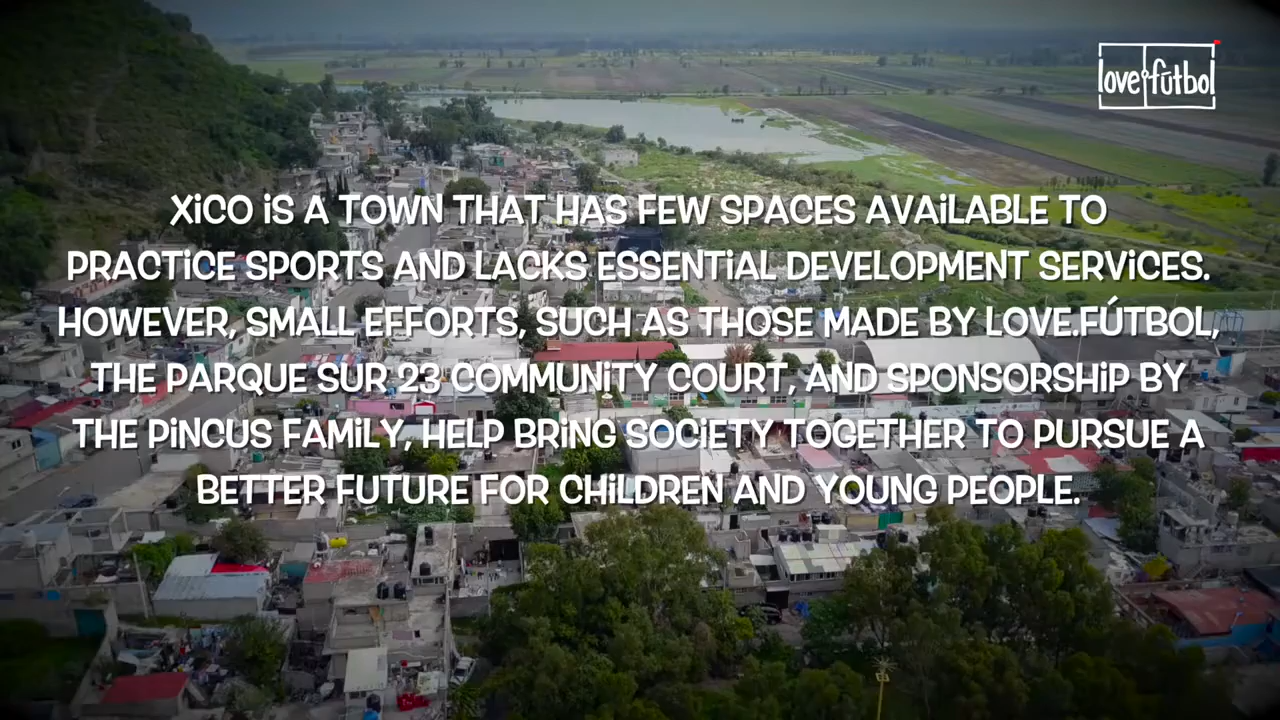 love.fútbol
XiCO iS A TOWN THAT HAS FEW SPACES AVAiLABLE TO
PRACTiCE SPORTS AND LACKS ESSENTiAL DEVELOPMENT SERViCES.
HOWEVER, SMALL EFFORTS, SUCH AS THOSE MADE BY LOVE.FÚTBOL,
THE PARQUE SUR 23 COMMUNiTY COURT, AND SPONSORSHiP BY
THE PiNCUS FAMiLY, HELP BRiNG SOCiETY TOGETHER TO PURSUE A
BETTER FUTURE FOR CHiLDREN AND YOUNG PEOPLE.